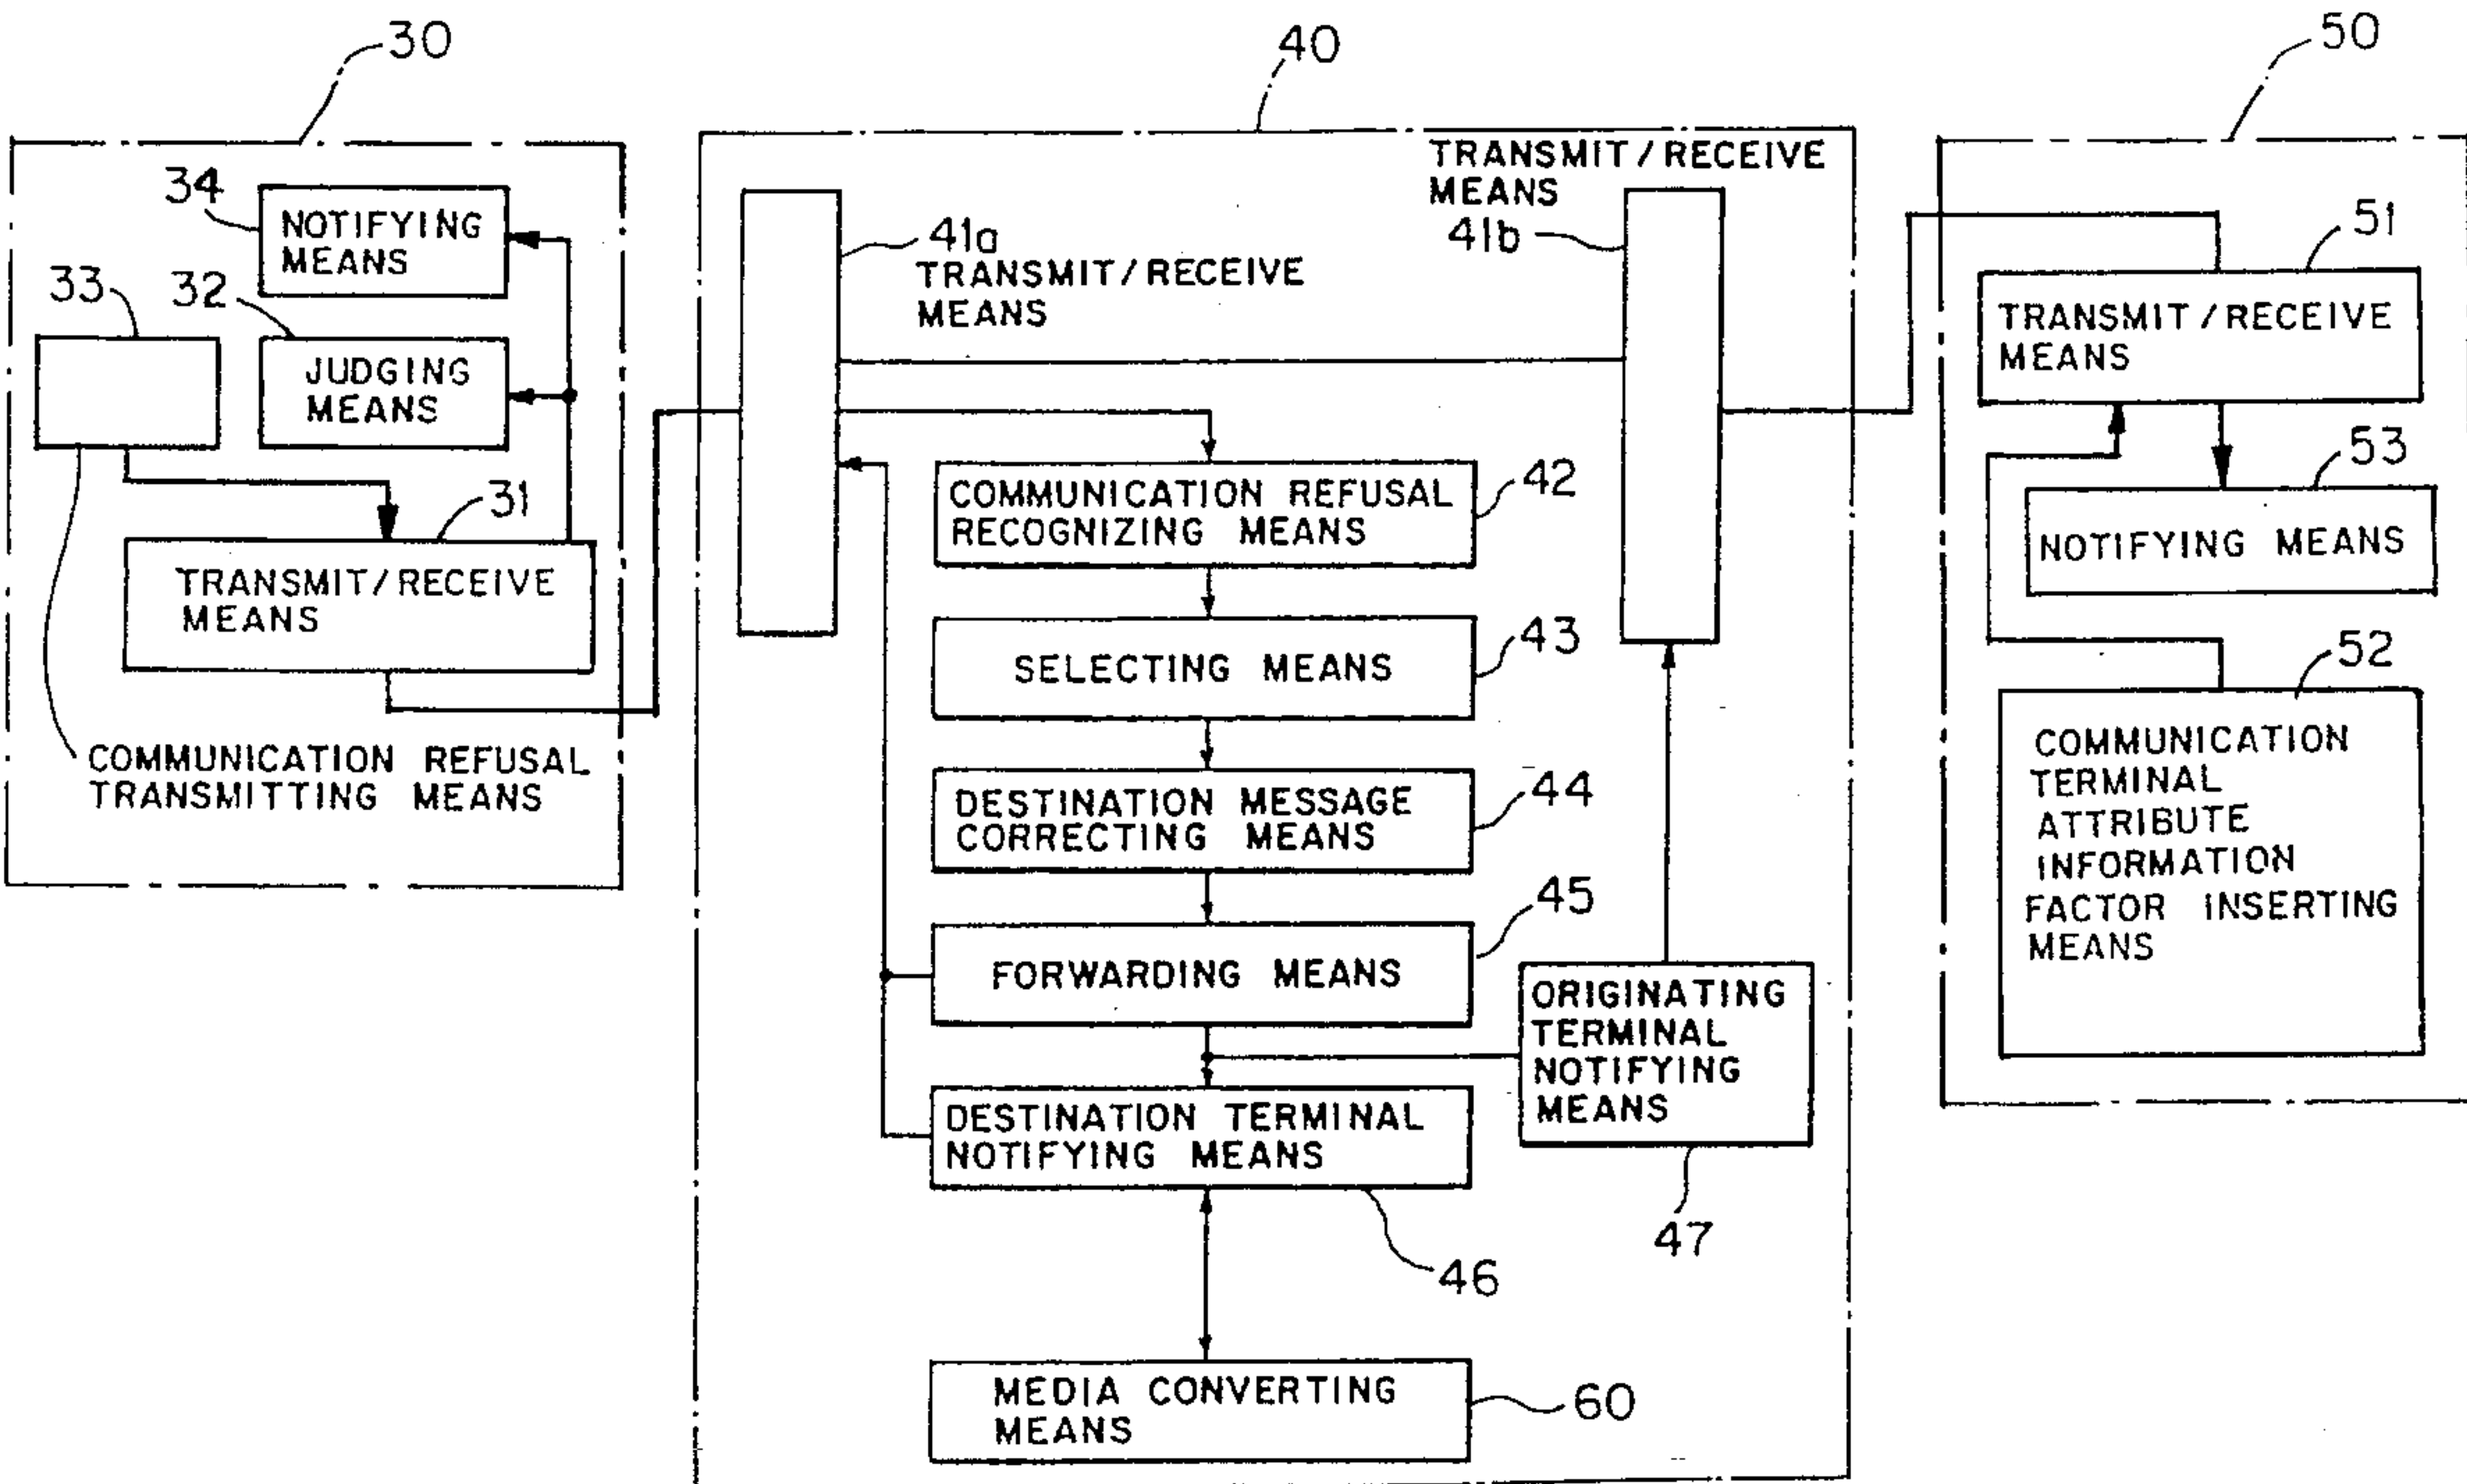 30
40
50
34
NOTIFYING
MEANS
33
32
JUDGING
MEANS
31
TRANSMIT/RECEIVE
MEANS
COMMUNICATION REFUSAL
TRANSMITTING MEANS
TRANSMIT/RECEIVE
MEANS
41b
41a
TRANSMIT/RECEIVE
MEANS
COMMUNICATION REFUSAL
RECOGNIZING MEANS
42
SELECTING MEANS
43
DESTINATION MESSAGE
CORRECTING MEANS
44
FORWARDING MEANS
45
ORIGINATING
TERMINAL
NOTIFYING
MEANS
47
DESTINATION TERMINAL
NOTIFYING MEANS
46
MEDIA CONVERTING
MEANS
60
51
TRANSMIT/RECEIVE
MEANS
53
NOTIFYING MEANS
52
COMMUNICATION
TERMINAL
ATTRIBUTE
INFORMATION
FACTOR INSERTING
MEANS